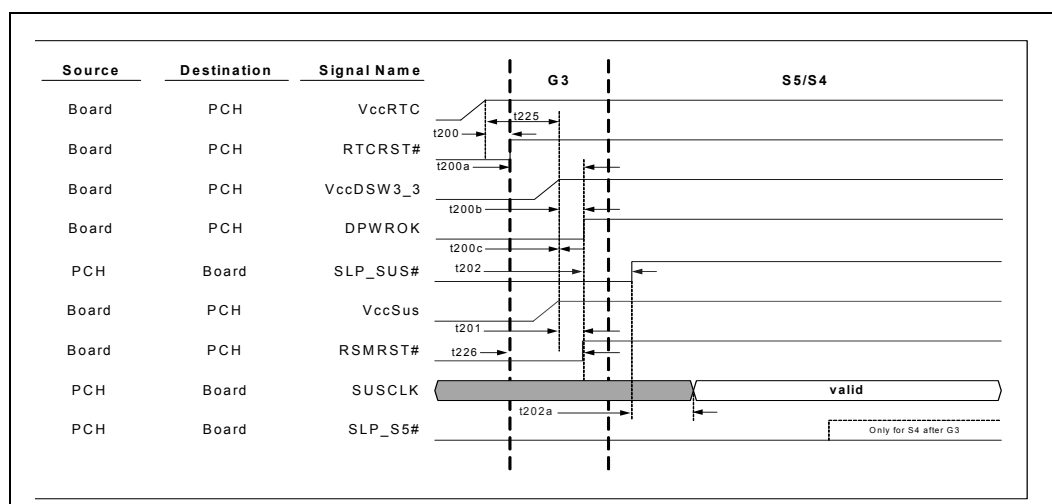 G3 S5/S4
Source Destination Signal Name
Board PCH VccRTC
t225
t200
Board PCH RTCRST#
t200a
Board PCH VccDSW3_3
t200b
Board PCH DPWROK
t200c
PCH Board SLP_SUS#
t202
Board PCH VccSus
t201
Board PCH RSMRST#
t226
PCH Board SUSCLK valid
t202a
PCH Board SLP_S5# Only for S4 after G3